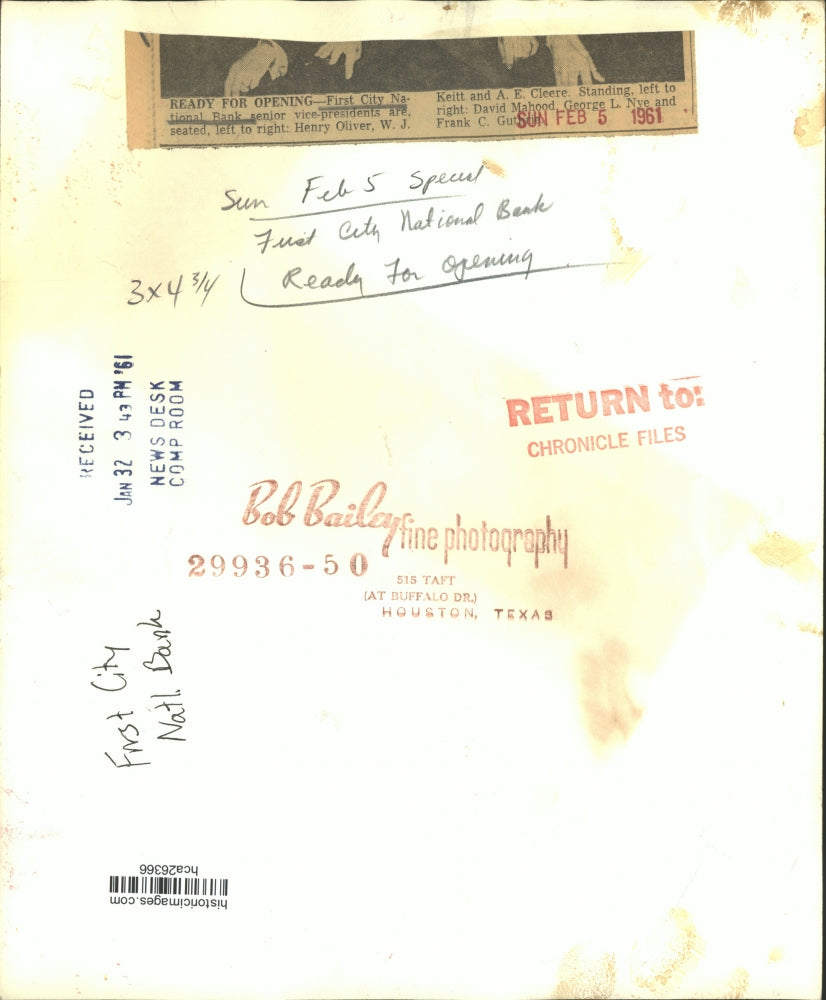 READY FOR OPENING—First City Na-
tional Bank senior vice-presidents are,
seated, left to right: Henry Oliver, W. J.
Keitt and A. E. Cleere. Standing, left to
right: David Mahood, George L. Nye and
Frank C. Guthrie.
SUN FEB 5 1961
Sun Feb 5 Special
First City National Bank
Ready For Opening
3x4 3/4
RECEIVED
JAN 32 3 43 PM '61
NEWS DESK
COMP ROOM
RETURN to:
CHRONICLE FILES
Bob Bailey fine photography
29936-50
515 TAFT
(AT BUFFALO DR.)
HOUSTON, TEXAS
First City
Natl. Bank
hca26366
historicimages.com